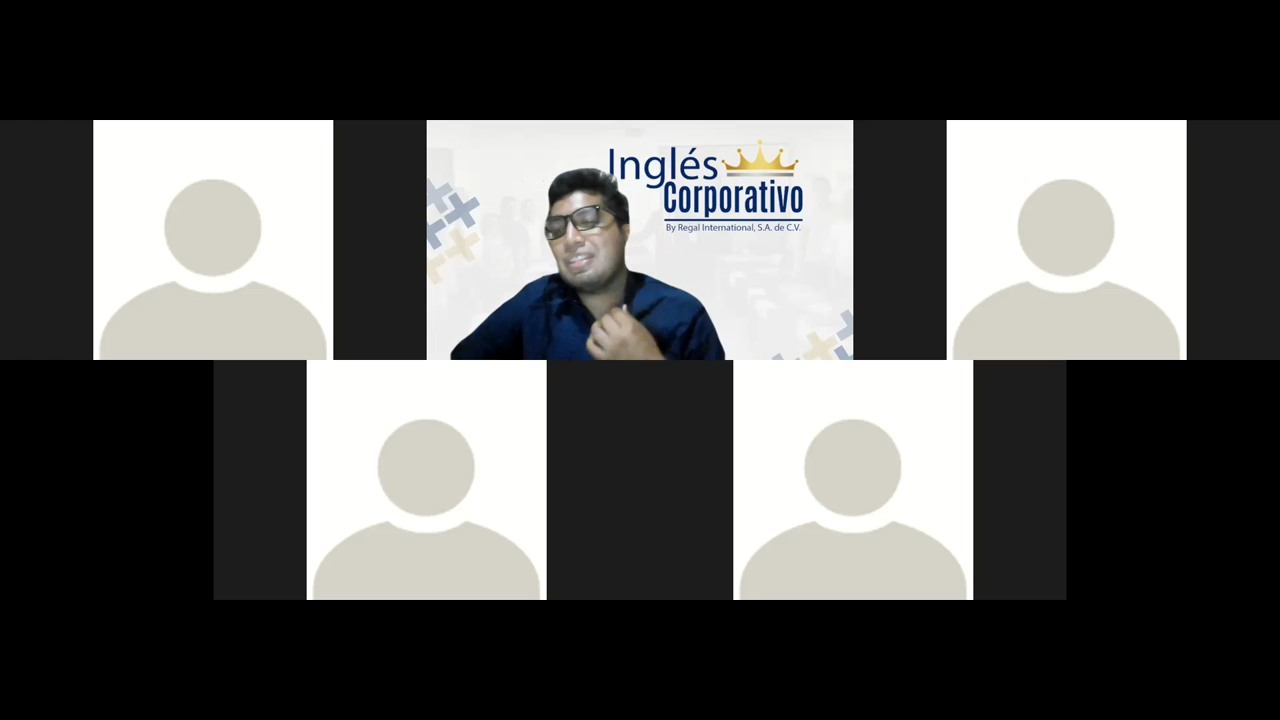 Inglés
Corporativo
By Regal International, S.A. de C.V.